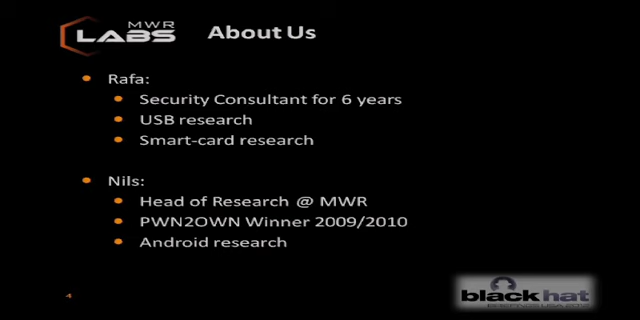 MWR
LABS
About Us
Rafa:
Security Consultant for 6 years
USB research
Smart-card research
Nils:
Head of Research @ MWR
PWN2OWN Winner 2009/2010
Android research
4
black hat